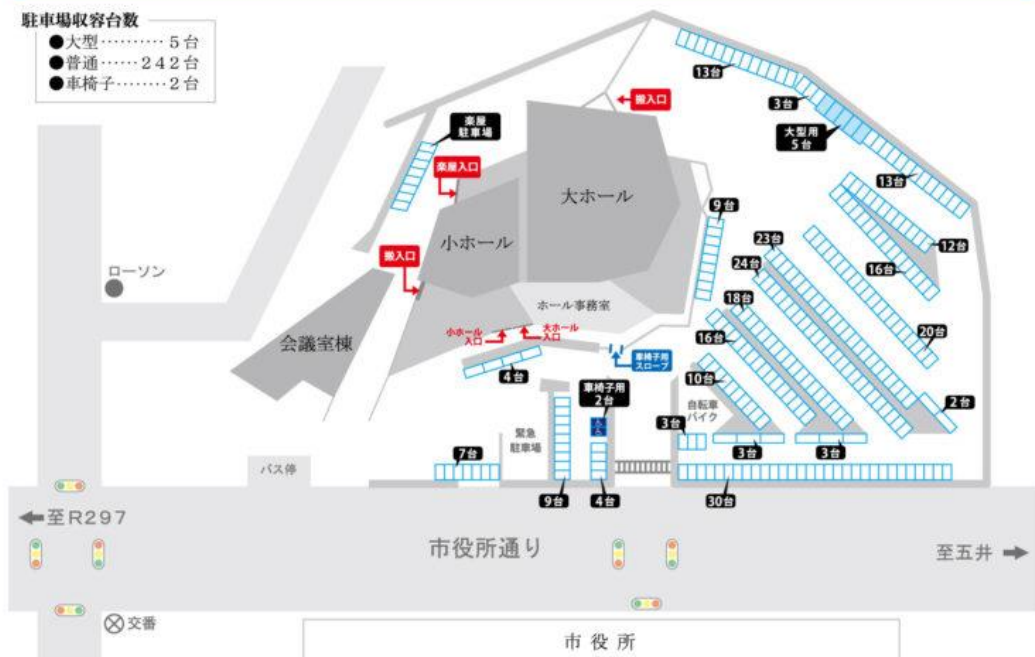 駐車場収容台数
●大型‥‥‥‥‥5台
●普通‥‥‥242台
●車椅子‥‥‥‥2台
楽屋
駐車場
楽屋入口
搬入口
搬入口
大ホール
小ホール
ホール事務室
会議室棟
小ホール
入口
大ホール
入口
車椅子用
スロープ
車椅子用
2台
ローソン
13台
3台
大型用
5台
13台
9台
12台
23台
16台
24台
18台
16台
20台
10台
4台
自転車
バイク
2台
3台
3台
3台
緊急
駐車場
7台
9台
4台
30台
バス停
至R297
市役所通り
至五井
交番
市役所